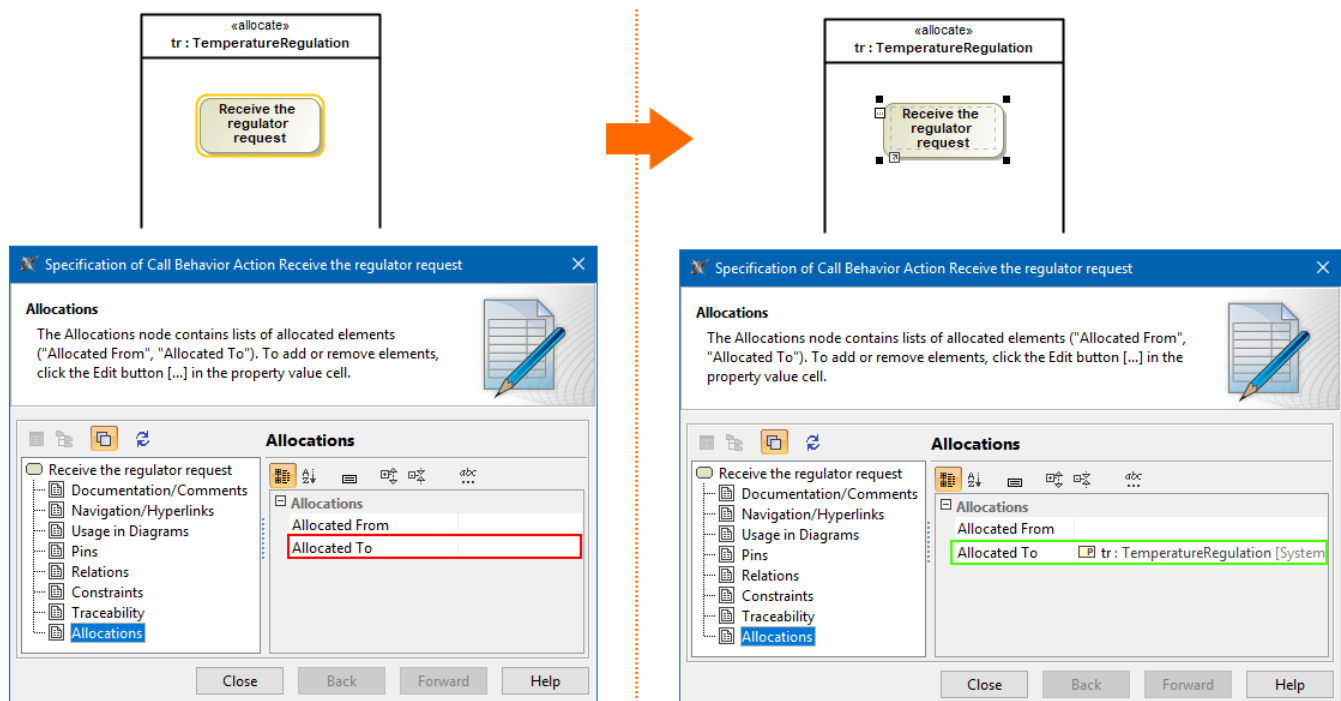 «allocate»
tr : TemperatureRegulation
Receive the
regulator
request
Specification of Call Behavior Action Receive the regulator request
Allocations
The Allocations node contains lists of allocated elements
("Allocated From", "Allocated To"). To add or remove elements,
click the Edit button [...] in the property value cell.
Allocations
Receive the regulator request
Documentation/Comments
Navigation/Hyperlinks
Usage in Diagrams
Pins
Relations
Constraints
Traceability
Allocations
Allocations
Allocated From
Allocated To
Close
Back
Forward
Help
«allocate»
tr : TemperatureRegulation
Receive the
regulator
request
Specification of Call Behavior Action Receive the regulator request
Allocations
The Allocations node contains lists of allocated elements ("Allocated From",
"Allocated To"). To add or remove elements, click the Edit button [...] in the
property value cell.
Allocations
Receive the regulator request
Documentation/Comments
Navigation/Hyperlinks
Usage in Diagrams
Pins
Relations
Constraints
Traceability
Allocations
Allocations
Allocated From
Allocated To tr : TemperatureRegulation [System
Close
Back
Forward
Help